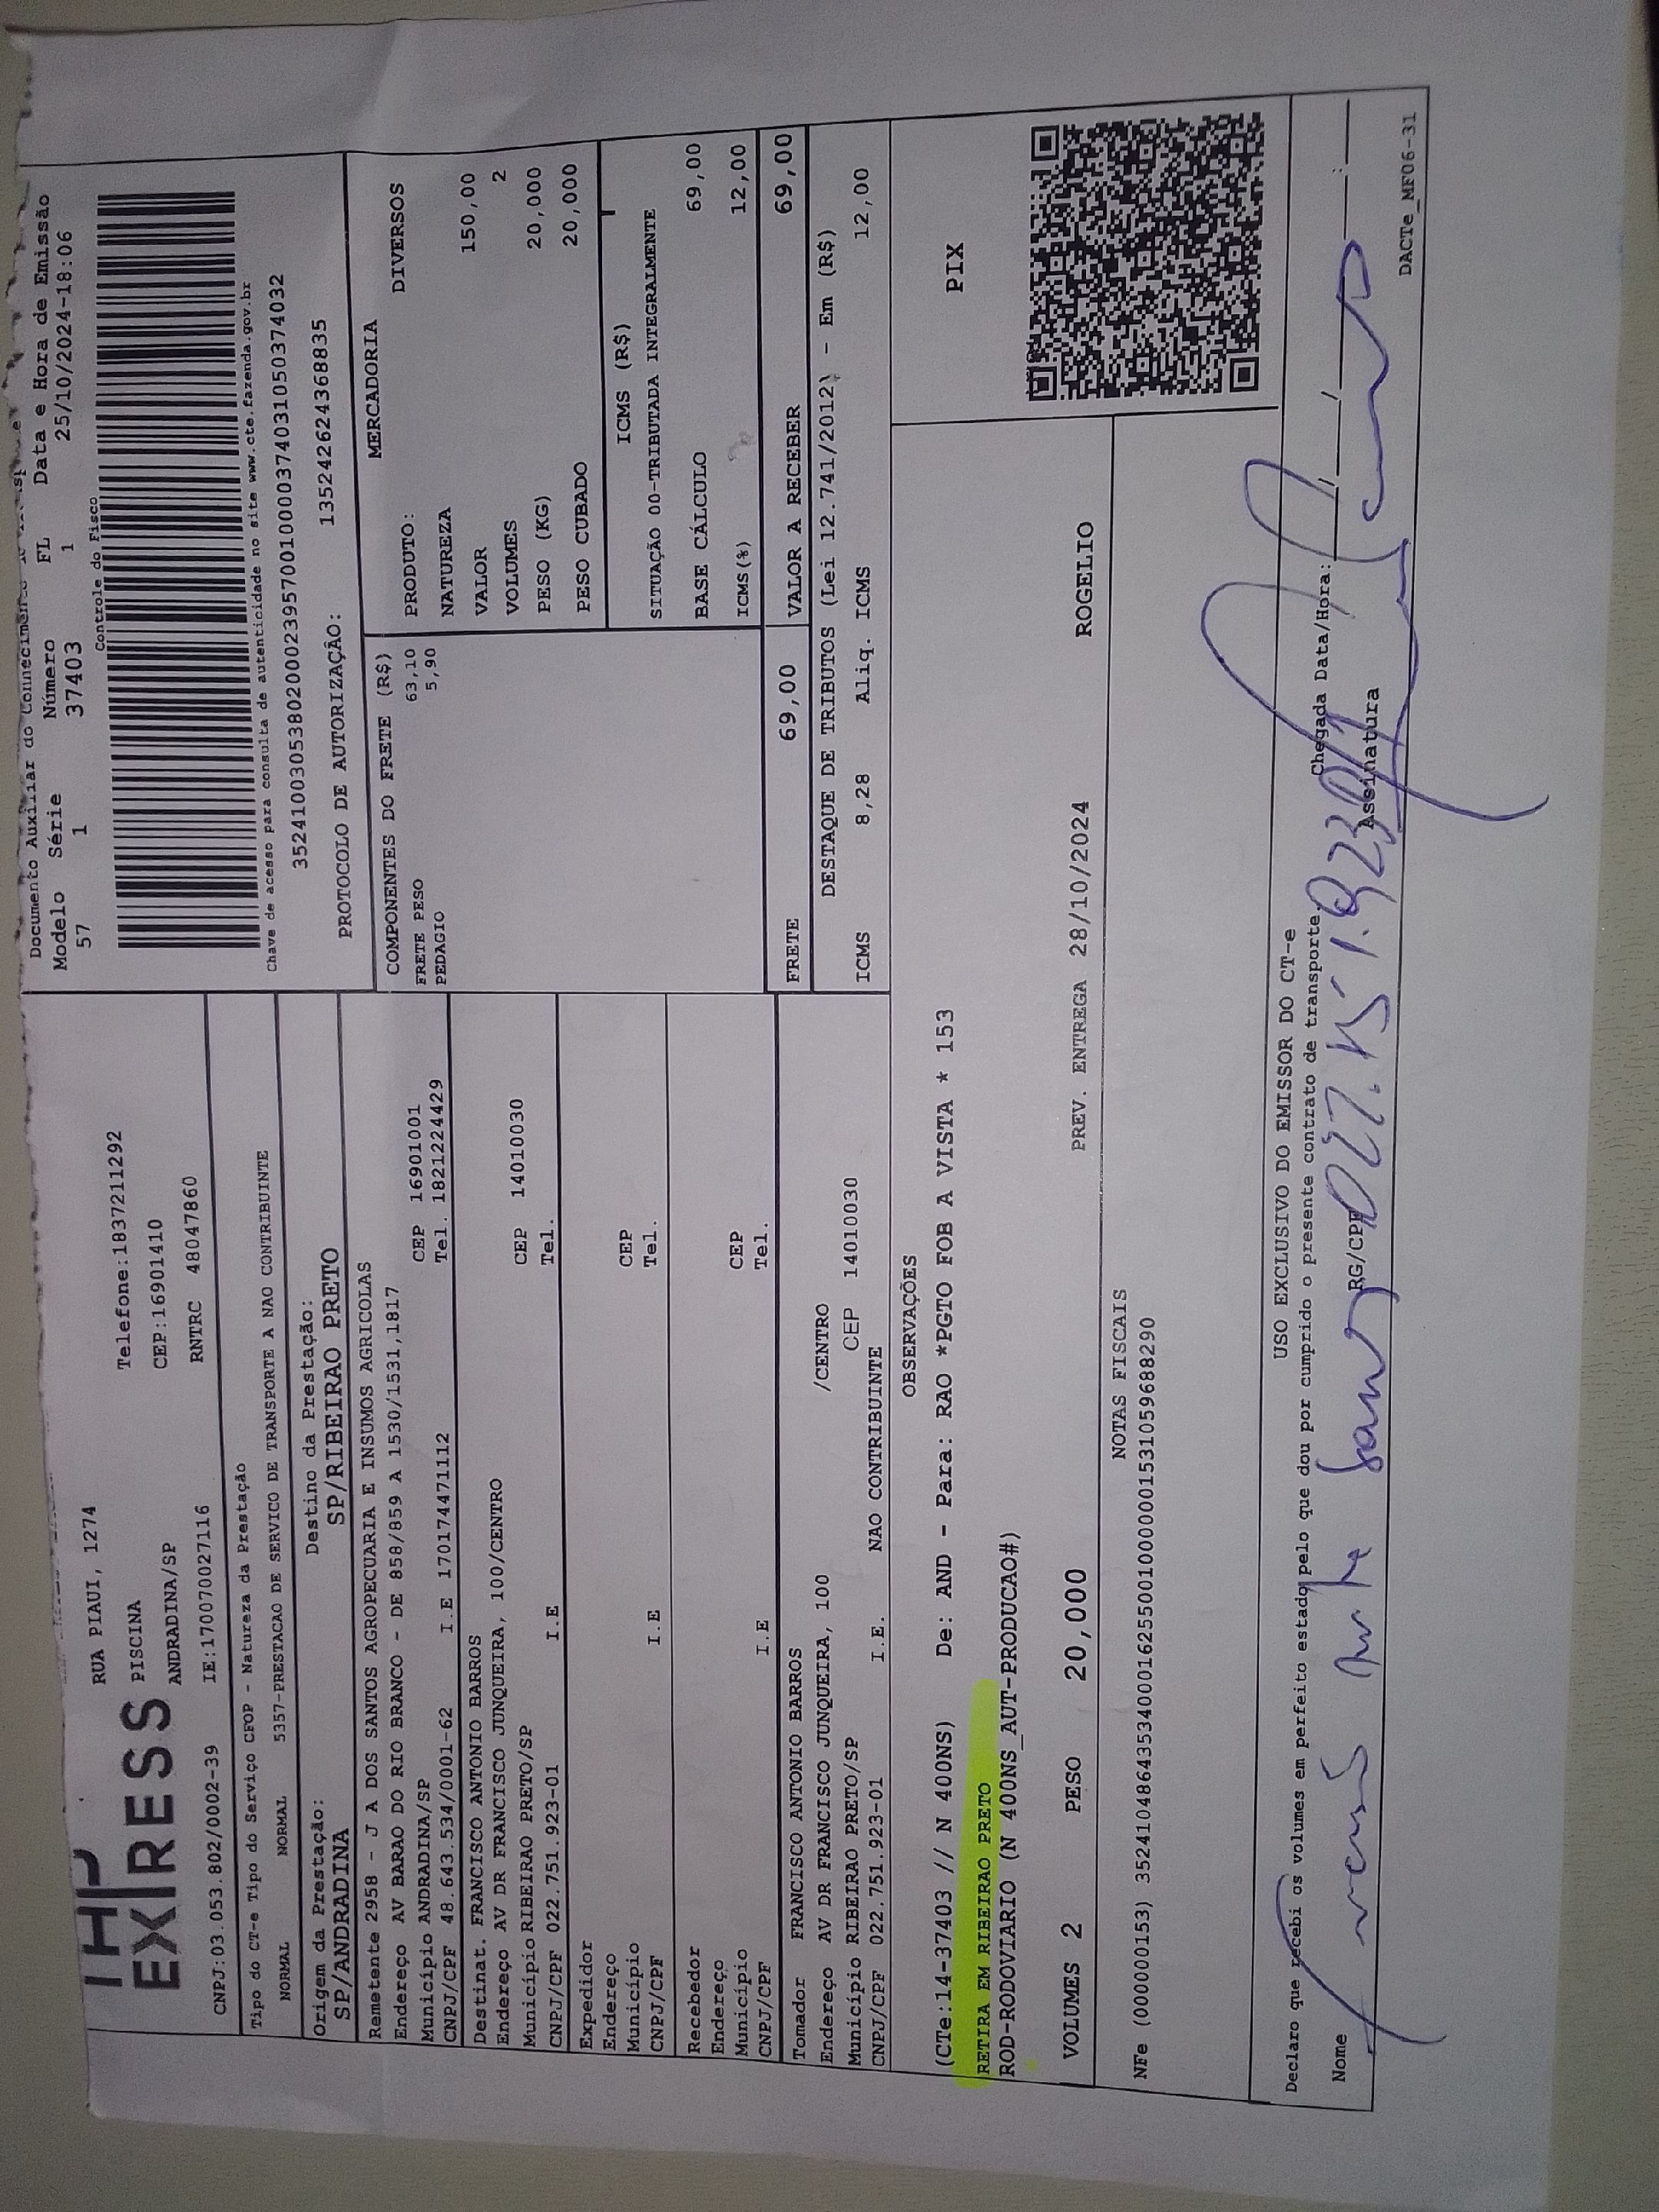 THP
EXPRESS
RUA PIAUI, 1274
PISCINA
ANDRADINA/SP
Telefone:1837211292
CEP:16901410
CNPJ:03.053.802/0002-39 IE:170070027116 RNTRC 48047860
Documento Auxiliar do Conhecimento
Modelo Série Número FL Data e Hora de Emissão
57 1 37403 1 25/10/2024-18:06
Controle do Fisco
Chave de acesso para consulta de autenticidade no site www.cte.fazenda.gov.br
35241003053802000239570010000374031050374032
PROTOCOLO DE AUTORIZAÇÃO: 135242624368835
Tipo do CT-e Tipo do Serviço CFOP - Natureza da Prestação
NORMAL NORMAL 5357-PRESTACAO DE SERVICO DE TRANSPORTE A NAO CONTRIBUINTE
Origem da Prestação: Destino da Prestação:
SP/ANDRADINA SP/RIBEIRAO PRETO
Remetente 2958 - J A DOS SANTOS AGROPECUARIA E INSUMOS AGRICOLAS
Endereço AV BARAO DO RIO BRANCO - DE 858/859 A 1530/1531,1817
Município ANDRADINA/SP CEP 16901001
CNPJ/CPF 48.643.534/0001-62 I.E 170174471112 Tel. 1821224429
Destinat. FRANCISCO ANTONIO BARROS
Endereço AV DR FRANCISCO JUNQUEIRA, 100/CENTRO
Município RIBEIRAO PRETO/SP CEP 14010030
CNPJ/CPF 022.751.923-01 I.E Tel.
Expedidor
Endereço
Município CEP
CNPJ/CPF I.E Tel.
Recebedor
Endereço
Município CEP
CNPJ/CPF I.E Tel.
Tomador FRANCISCO ANTONIO BARROS
Endereço AV DR FRANCISCO JUNQUEIRA, 100 /CENTRO
Município RIBEIRAO PRETO/SP CEP 14010030
CNPJ/CPF 022.751.923-01 I.E. NAO CONTRIBUINTE
COMPONENTES DO FRETE (R$)
FRETE PESO 63,10
PEDAGIO 5,90
MERCADORIA
PRODUTO: DIVERSOS
NATUREZA
VALOR 150,00
VOLUMES 2
PESO (KG) 20,000
PESO CUBADO 20,000
ICMS (R$)
SITUAÇÃO 00-TRIBUTADA INTEGRALMENTE
BASE CÁLCULO 69,00
ICMS(%) 12,00
FRETE 69,00 VALOR A RECEBER 69,00
DESTAQUE DE TRIBUTOS (Lei 12.741/2012) - Em (R$)
ICMS 8,28 Aliq. ICMS 12,00
OBSERVAÇÕES
(CTe:14-37403 // N 400NS) De: AND - Para: RAO *PGTO FOB A VISTA * 153
RETIRA EM RIBEIRAO PRETO
ROD-RODOVIARIO (N 400NS_AUT-PRODUCAO#)
PIX
VOLUMES 2 PESO 20,000 PREV. ENTREGA 28/10/2024 ROGELIO
NOTAS FISCAIS
NFe (000000153) 35241048643534000162550010000001531059688290
USO EXCLUSIVO DO EMISSOR DO CT-e
Declaro que recebi os volumes em perfeito estado pelo que dou por cumprido o presente contrato de transporte.
Nome RG/CPF Chegada Data/Hora: __/__/____ __:__
Assinatura
DACTe_MF06-31